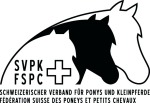 SVPK
FSPC
SCHWEIZERISCHER VERBAND FÜR PONYS UND KLEINPFERDE
FÉDÉRATION SUISSE DES PONEYS ET PETITS CHEVAUX